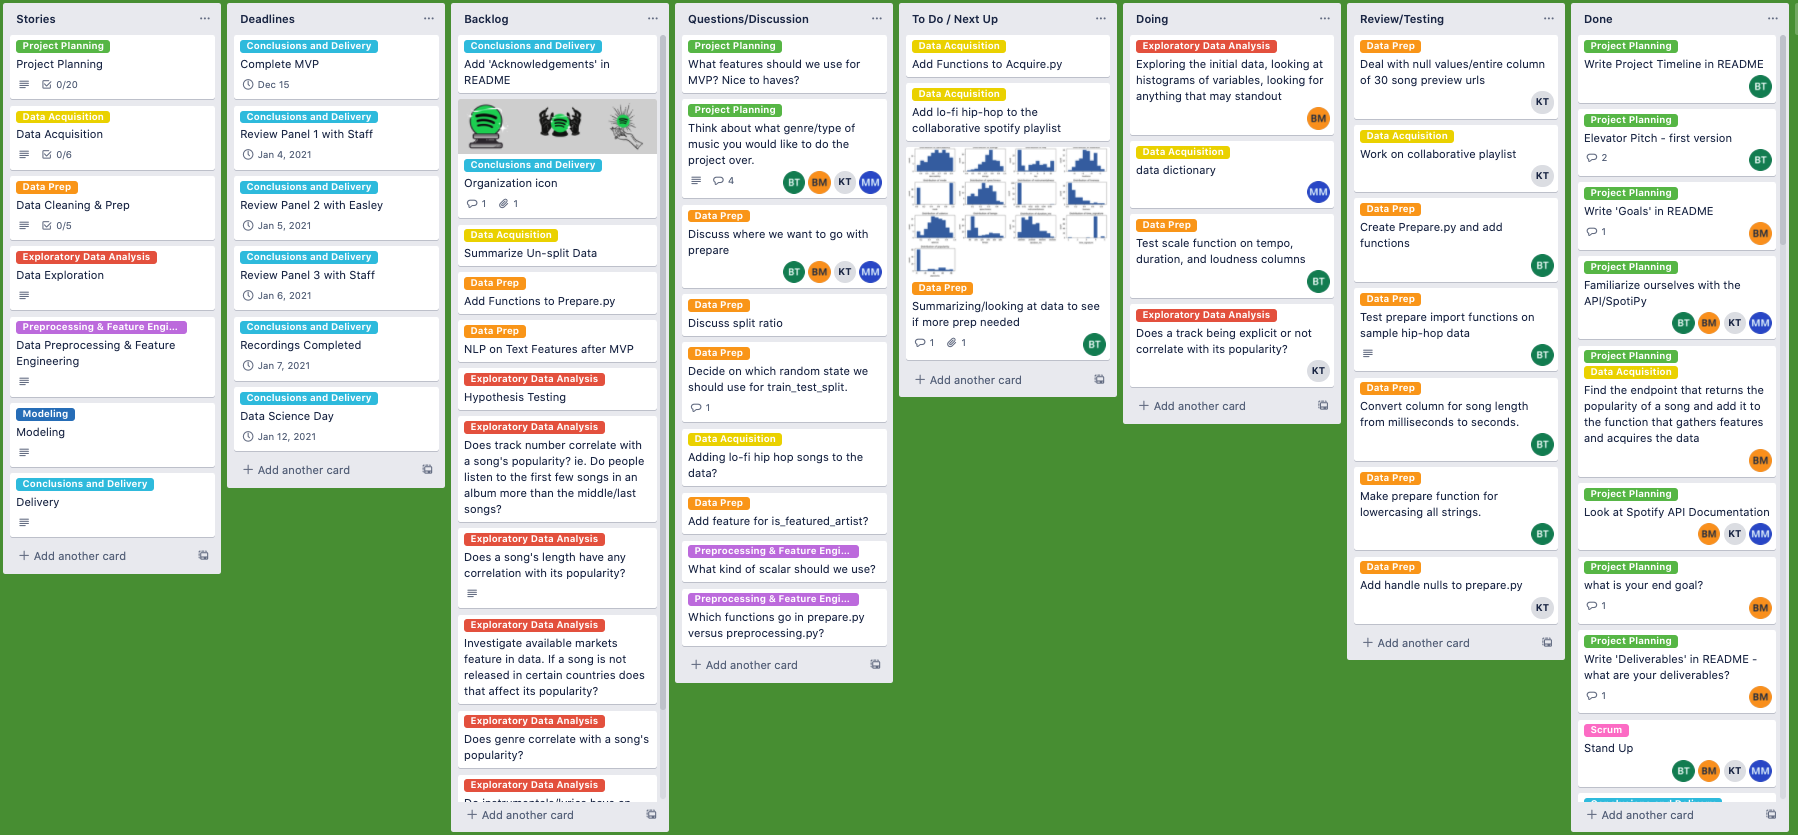 Stories
Project Planning
Project Planning
0/20
Data Acquisition
Data Acquisition
0/6
Data Prep
Data Cleaning & Prep
0/5
Exploratory Data Analysis
Data Exploration
Preprocessing & Feature Engi...
Data Preprocessing & Feature
Engineering
Modeling
Modeling
Conclusions and Delivery
Delivery
+ Add another card
Deadlines
Conclusions and Delivery
Complete MVP
Dec 15
Conclusions and Delivery
Review Panel 1 with Staff
Jan 4, 2021
Conclusions and Delivery
Review Panel 2 with Easley
Jan 5, 2021
Conclusions and Delivery
Review Panel 3 with Staff
Jan 6, 2021
Conclusions and Delivery
Recordings Completed
Jan 7, 2021
Conclusions and Delivery
Data Science Day
Jan 12, 2021
+ Add another card
Backlog
Conclusions and Delivery
Add 'Acknowledgements' in
README
Conclusions and Delivery
Organization icon
1 1
Data Acquisition
Summarize Un-split Data
Data Prep
Add Functions to Prepare.py
Data Prep
NLP on Text Features after MVP
Exploratory Data Analysis
Hypothesis Testing
Exploratory Data Analysis
Does track number correlate with
a song's popularity? ie. Do people
listen to the first few songs in an
album more than the middle/last
songs?
Exploratory Data Analysis
Does a song's length have any
correlation with its popularity?
Exploratory Data Analysis
Investigate available markets
feature in data. If a song is not
released in certain countries does
that affect its popularity?
Exploratory Data Analysis
Does genre correlate with a song's
popularity?
Exploratory Data Analysis
+ Add another card
Questions/Discussion
Project Planning
What features should we use for
MVP? Nice to haves?
Project Planning
Think about what genre/type of
music you would like to do the
project over.
4 BT BM KT MM
Data Prep
Discuss where we want to go with
prepare
BT BM KT MM
Data Prep
Discuss split ratio
Data Prep
Decide on which random state we
should use for train_test_split.
1
Data Acquisition
Adding lo-fi hip hop songs to the
data?
Data Prep
Add feature for is_featured_artist?
Preprocessing & Feature Engi...
What kind of scalar should we use?
Preprocessing & Feature Engi...
Which functions go in prepare.py
versus preprocessing.py?
+ Add another card
To Do / Next Up
Data Acquisition
Add Functions to Acquire.py
Data Acquisition
Add lo-fi hip-hop to the
collaborative spotify playlist
Data Prep
Summarizing/looking at data to see
if more prep needed
1 1 BT
+ Add another card
Doing
Exploratory Data Analysis
Exploring the initial data, looking at
histograms of variables, looking for
anything that may standout
BM
Data Acquisition
data dictionary
MM
Data Prep
Test scale function on tempo,
duration, and loudness columns
BT
Exploratory Data Analysis
Does a track being explicit or not
correlate with its popularity?
KT
+ Add another card
Review/Testing
Data Prep
Deal with null values/entire column
of 30 song preview urls
KT
Data Acquisition
Work on collaborative playlist
KT
Data Prep
Create Prepare.py and add
functions
BT
Data Prep
Test prepare import functions on
sample hip-hop data
BT
Data Prep
Convert column for song length
from milliseconds to seconds.
BT
Data Prep
Make prepare function for
lowercasing all strings.
BT
Data Prep
Add handle nulls to prepare.py
KT
+ Add another card
Done
Project Planning
Write Project Timeline in README
BT
Project Planning
Elevator Pitch - first version
2 BT
Project Planning
Write 'Goals' in README
1 BM
Project Planning
Familiarize ourselves with the
API/SpotiPy
BT BM KT MM
Project Planning
Data Acquisition
Find the endpoint that returns the
popularity of a song and add it to
the function that gathers features
and acquires the data
BM
Project Planning
Look at Spotify API Documentation
BM KT MM
Project Planning
what is your end goal?
1 BM
Project Planning
Write 'Deliverables' in README -
what are your deliverables?
1 BM
Scrum
Stand Up
BT BM KT MM
+ Add another card